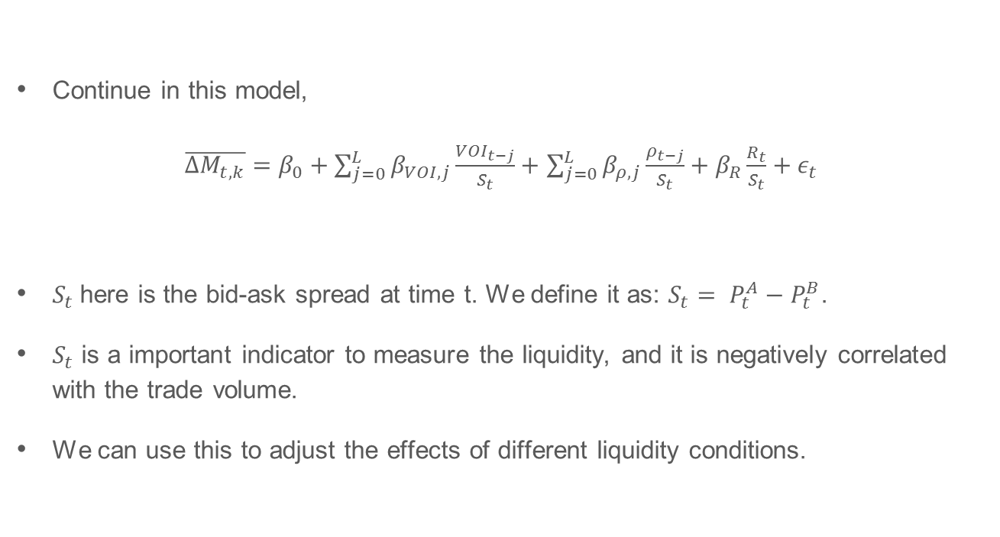 • Continue in this model,
$\overline{\Delta M_{t,k}} = \beta_0 + \sum_{j=0}^{L} \beta_{VOI,j} \frac{VOI_{t-j}}{S_t} + \sum_{j=0}^{L} \beta_{\rho,j} \frac{\rho_{t-j}}{S_t} + \beta_R \frac{R_t}{S_t} + \epsilon_t$
• $S_t$ here is the bid-ask spread at time t. We define it as: $S_t = P_t^A - P_t^B$.
• $S_t$ is a important indicator to measure the liquidity, and it is negatively correlated
with the trade volume.
• We can use this to adjust the effects of different liquidity conditions.